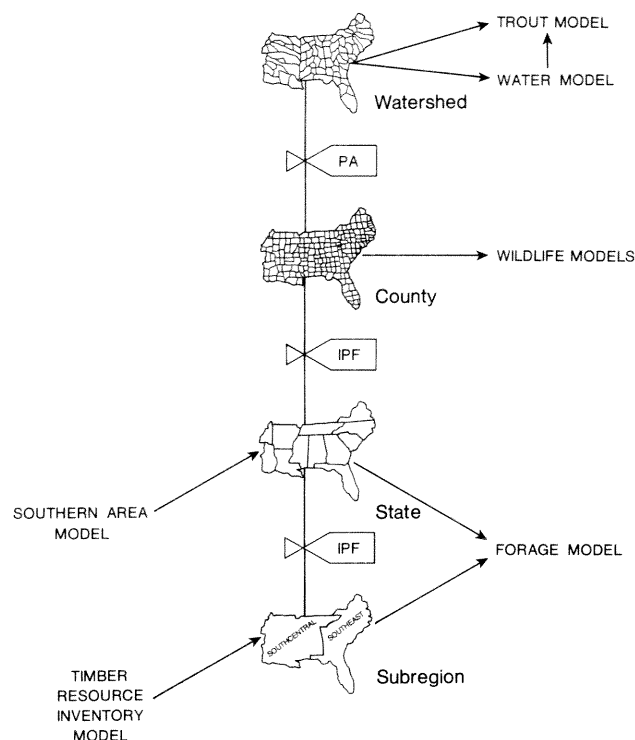 TROUT MODEL
WATER MODEL
Watershed
PA
WILDLIFE MODELS
County
IPF
SOUTHERN AREA
MODEL
State
FORAGE MODEL
IPF
SOUTHCENTRAL
SOUTHEAST
Subregion
TIMBER
RESOURCE
INVENTORY
MODEL